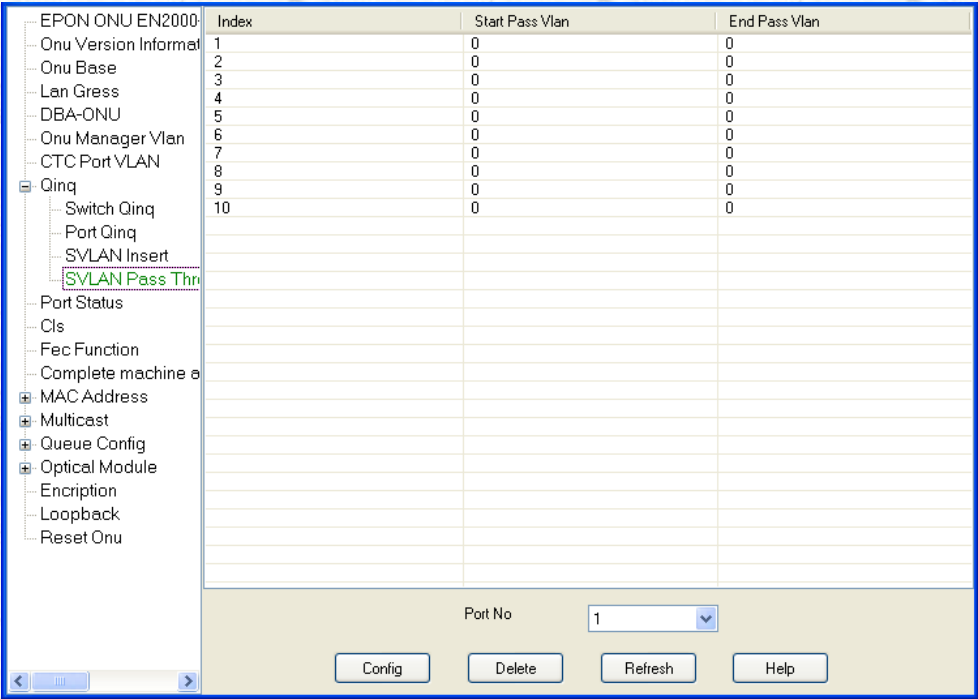 EPON ONU EN2000-
Onu Version Informat
Onu Base
Lan Gress
DBA-ONU
Onu Manager Vlan
CTC Port VLAN
Qinq
Switch Qinq
Port Qinq
SVLAN Insert
SVLAN Pass Thro
Port Status
Cls
Fec Function
Complete machine a
MAC Address
Multicast
Queue Config
Optical Module
Encription
Loopback
Reset Onu
Index Start Pass Vlan End Pass Vlan
1 0 0
2 0 0
3 0 0
4 0 0
5 0 0
6 0 0
7 0 0
8 0 0
9 0 0
10 0 0
Port No 1
Config Delete Refresh Help